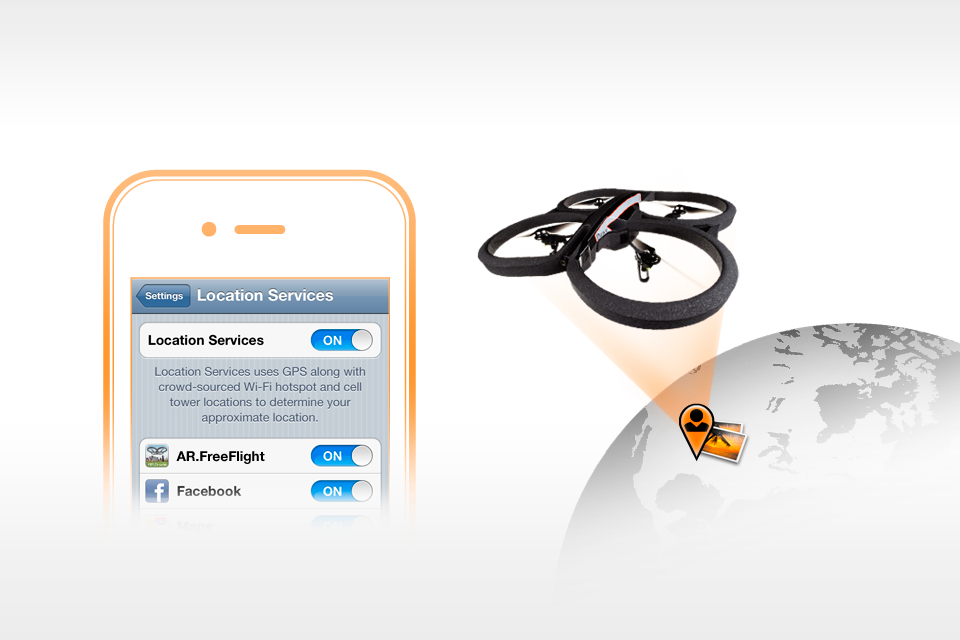 Settings
Location Services
Location Services
ON
Location Services uses GPS along with
crowd-sourced Wi-Fi hotspot and cell
tower locations to determine your
approximate location.
AR.FreeFlight
ON
Facebook
ON